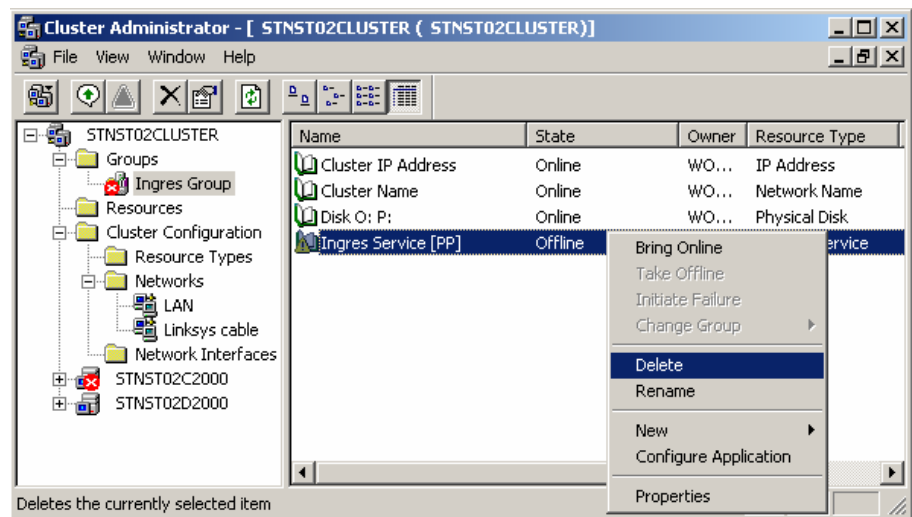 Cluster Administrator - [ STNST02CLUSTER ( STNST02CLUSTER)]
File View Window Help
STNST02CLUSTER
Groups
Ingres Group
Resources
Cluster Configuration
Resource Types
Networks
LAN
Linksys cable
Network Interfaces
STNST02C2000
STNST02D2000
Name State Owner Resource Type
Cluster IP Address Online WO... IP Address
Cluster Name Online WO... Network Name
Disk O: P: Online WO... Physical Disk
Ingres Service [PP] Offline ervice
Bring Online
Take Offline
Initiate Failure
Change Group
Delete
Rename
New
Configure Application
Properties
Deletes the currently selected item